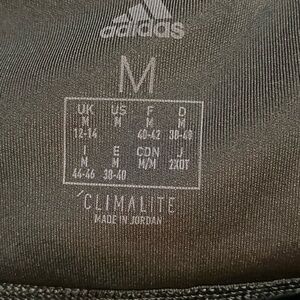 adidas
M
UK US F D
M M M M
12-14 40-42 38-40
I E CDN J
M M M/M 2XOT
44-46 38-40
CLIMALITE
MADE IN JORDAN